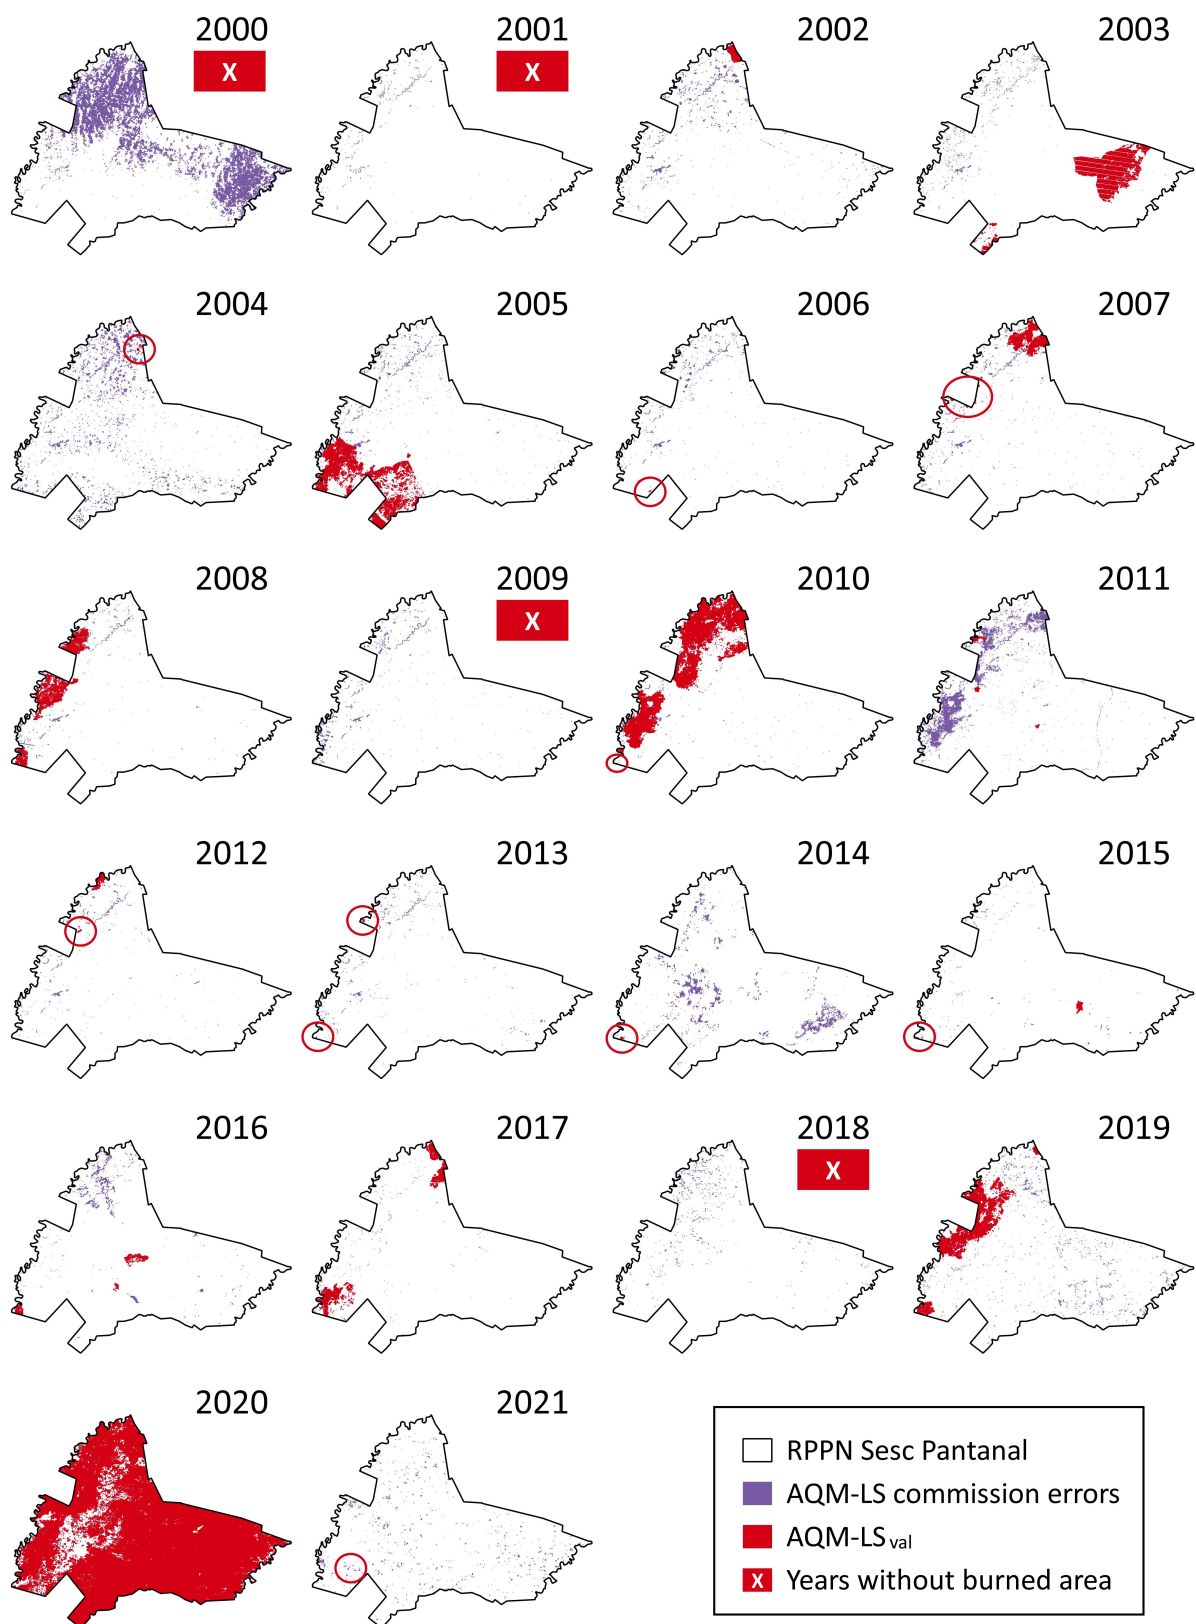 2000
X
2001
X
2002
2003
2004
2005
2006
2007
2008
2009
X
2010
2011
2012
2013
2014
2015
2016
2017
2018
X
2019
2020
2021
RPPN Sesc Pantanal
AQM-LS commission errors
AQM-LSval
X Years without burned area